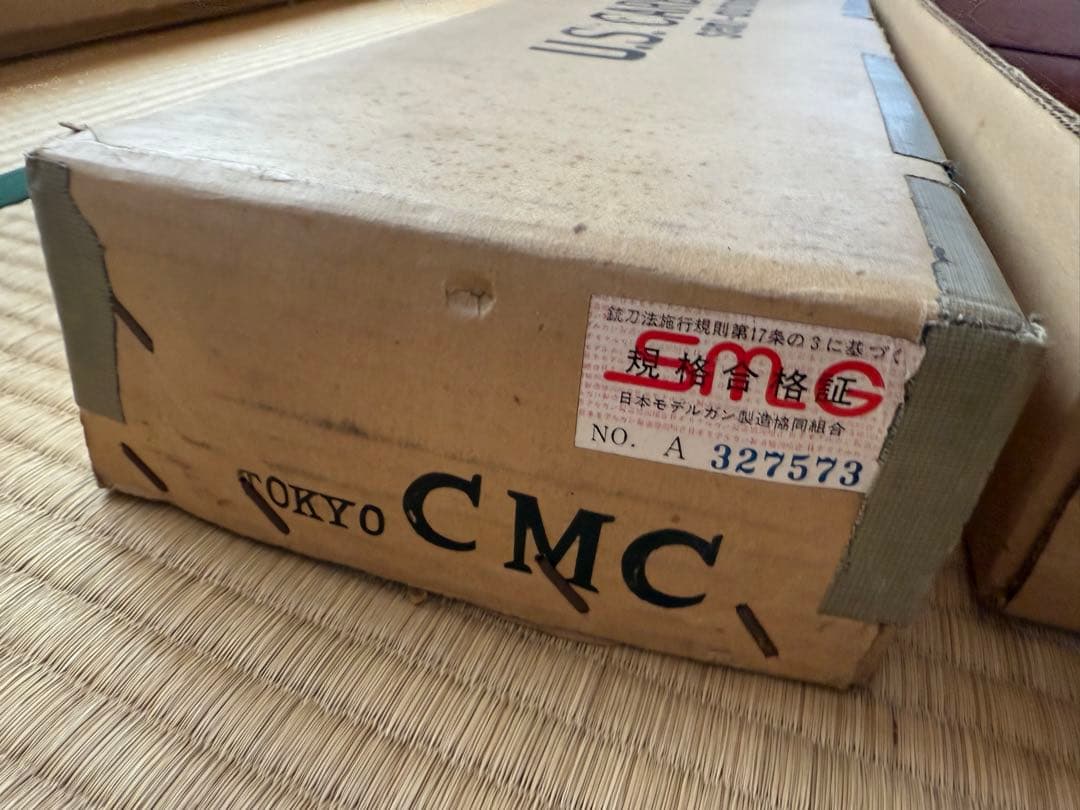 U.S. CARB
銃刀法施行規則第17条の3に基づく
smG
規格合格証
日本モデルガン製造協同組合
NO. A 327573
TOKYO CMC